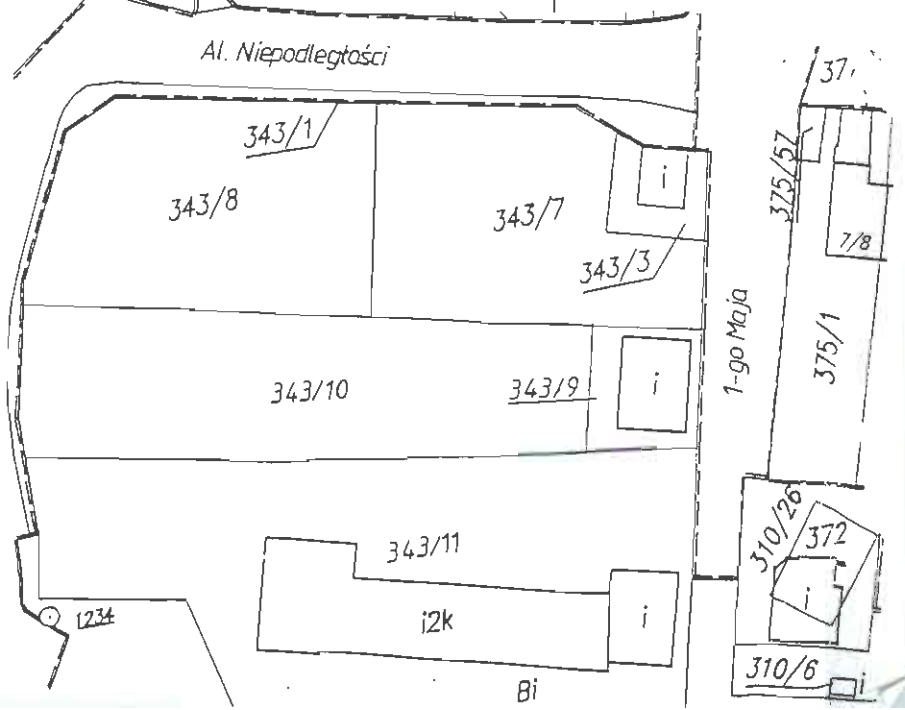 Al. Niepodległości
37
343/1
375/57
343/8
343/7
7/8
343/3
1-go Maja
375/1
343/10
343/9
i
i
310/26
372
343/11
i
i2k
i
1234
310/6
i
Bi